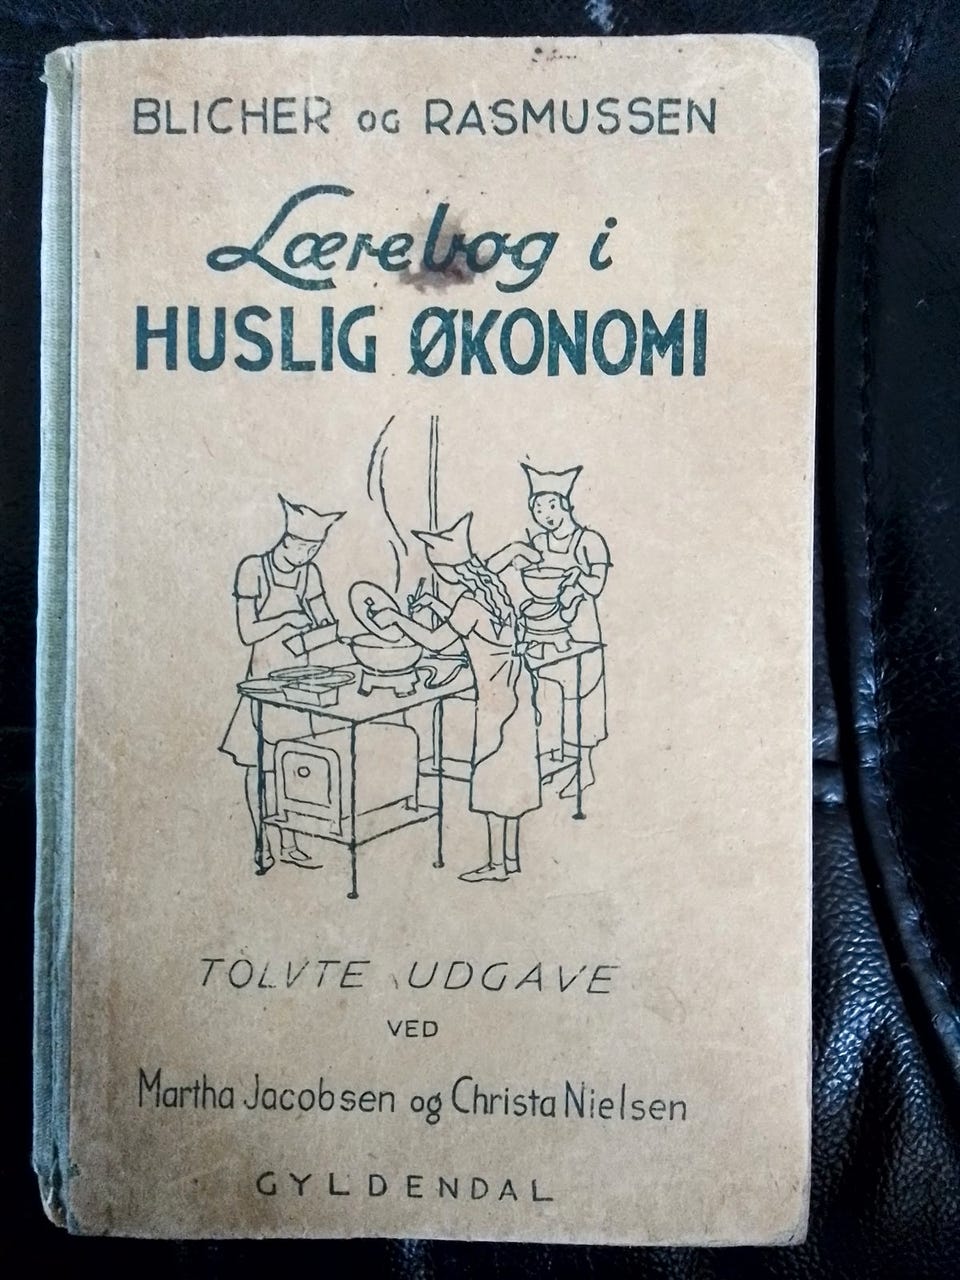 BLICHER OG RASMUSSEN
Lærebog i
HUSLIG ØKONOMI
TOLVTE UDGAVE
VED
Martha Jacobsen og Christa Nielsen
GYLDENDAL